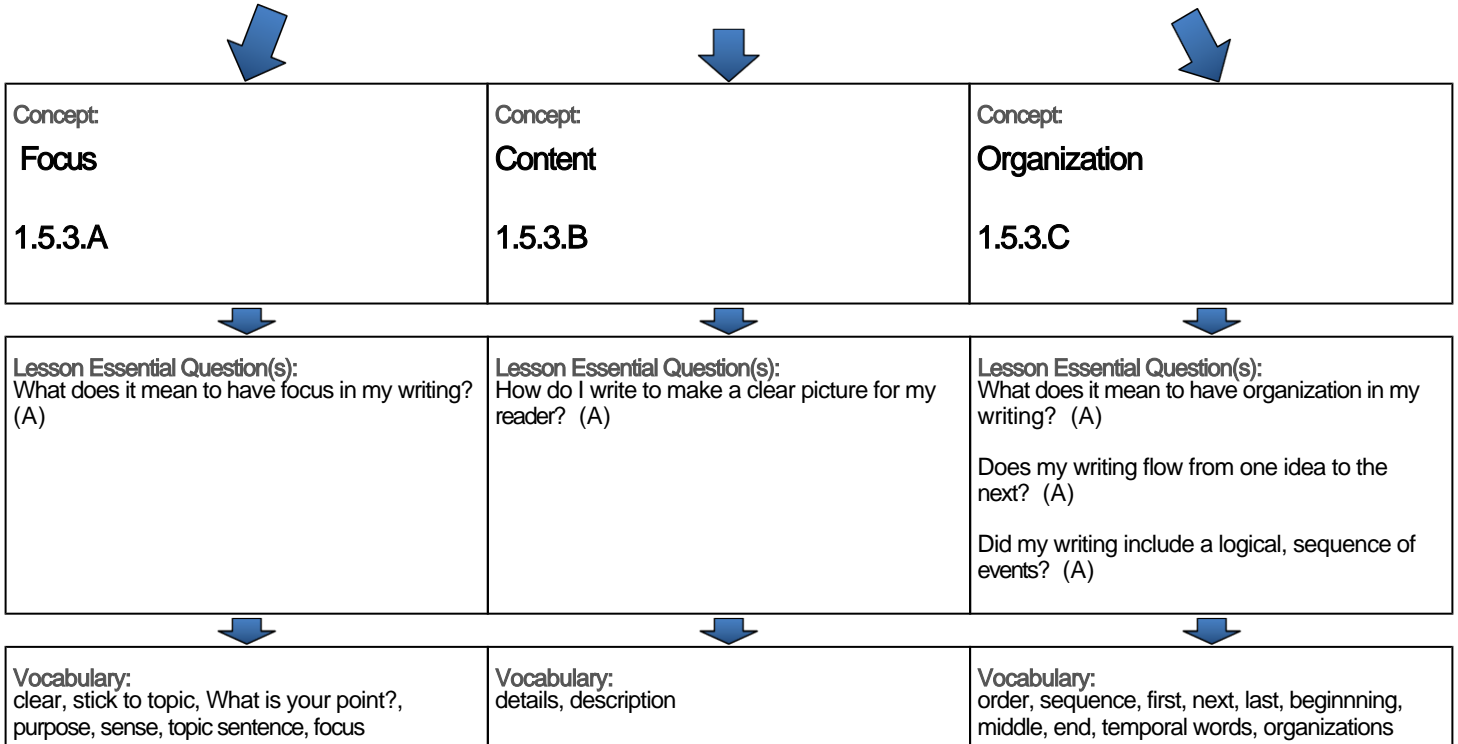 Concept:
Focus
1.5.3.A
Concept:
Content
1.5.3.B
Concept:
Organization
1.5.3.C
Lesson Essential Question(s):
What does it mean to have focus in my writing?
(A)
Lesson Essential Question(s):
How do I write to make a clear picture for my
reader? (A)
Lesson Essential Question(s):
What does it mean to have organization in my
writing? (A)
Does my writing flow from one idea to the
next? (A)
Did my writing include a logical, sequence of
events? (A)
Vocabulary:
clear, stick to topic, What is your point?,
purpose, sense, topic sentence, focus
Vocabulary:
details, description
Vocabulary:
order, sequence, first, next, last, beginnning,
middle, end, temporal words, organizations